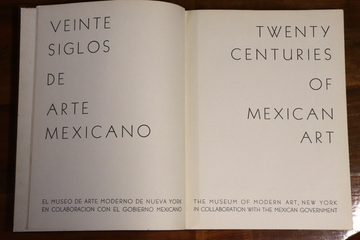 VEINTE
SIGLOS
DE
ARTE
MEXICANO
EL MUSEO DE ARTE MODERNO DE NUEVA YORK
EN COLABORACION CON EL GOBIERNO MEXICANO
TWENTY
CENTURIES
OF
MEXICAN
ART
THE MUSEUM OF MODERN ART, NEW YORK
IN COLLABORATION WITH THE MEXICAN GOVERNMENT